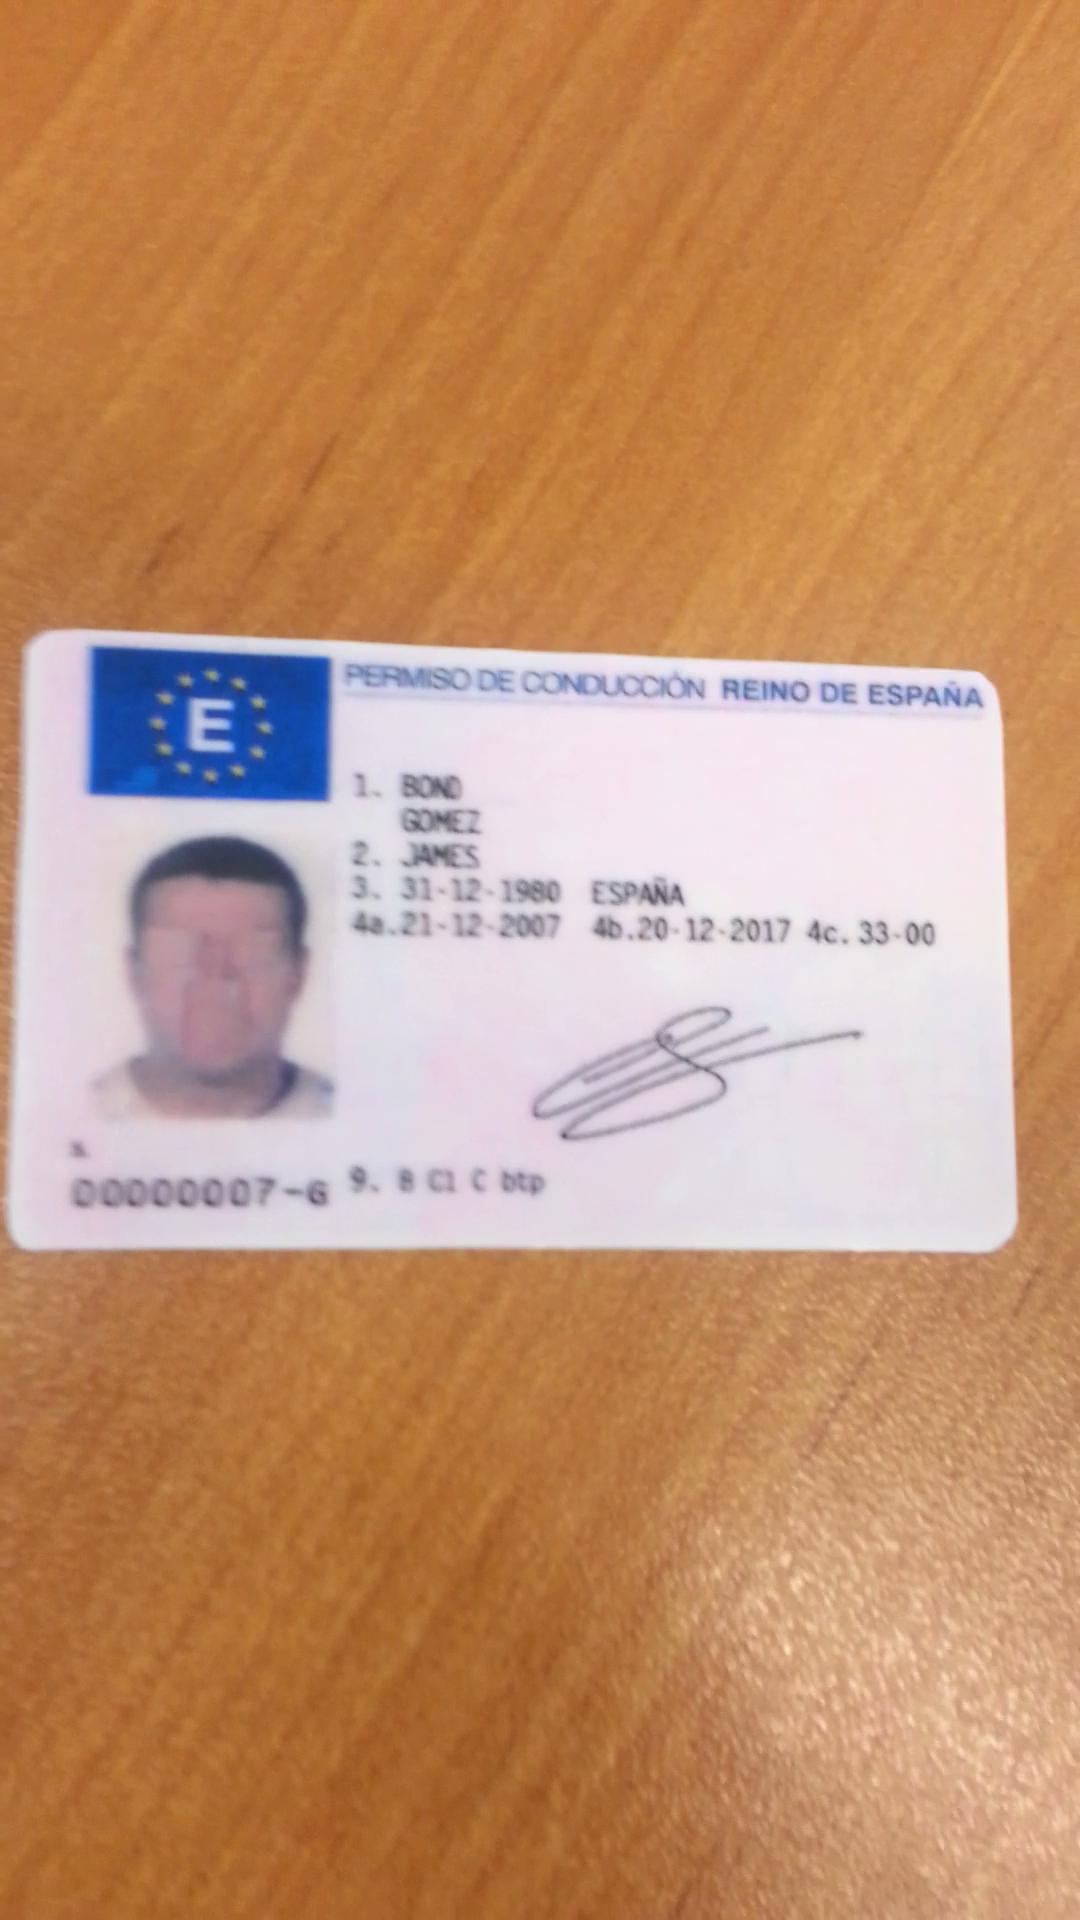 E
PERMISO DE CONDUCCIÓN REINO DE ESPAÑA
1. BOND
GOMEZ
2. JAMES
3. 31-12-1980 ESPAÑA
4a.21-12-2007 4b.20-12-2017 4c. 33-00
5.
00000007-G
9. B C1 C btp